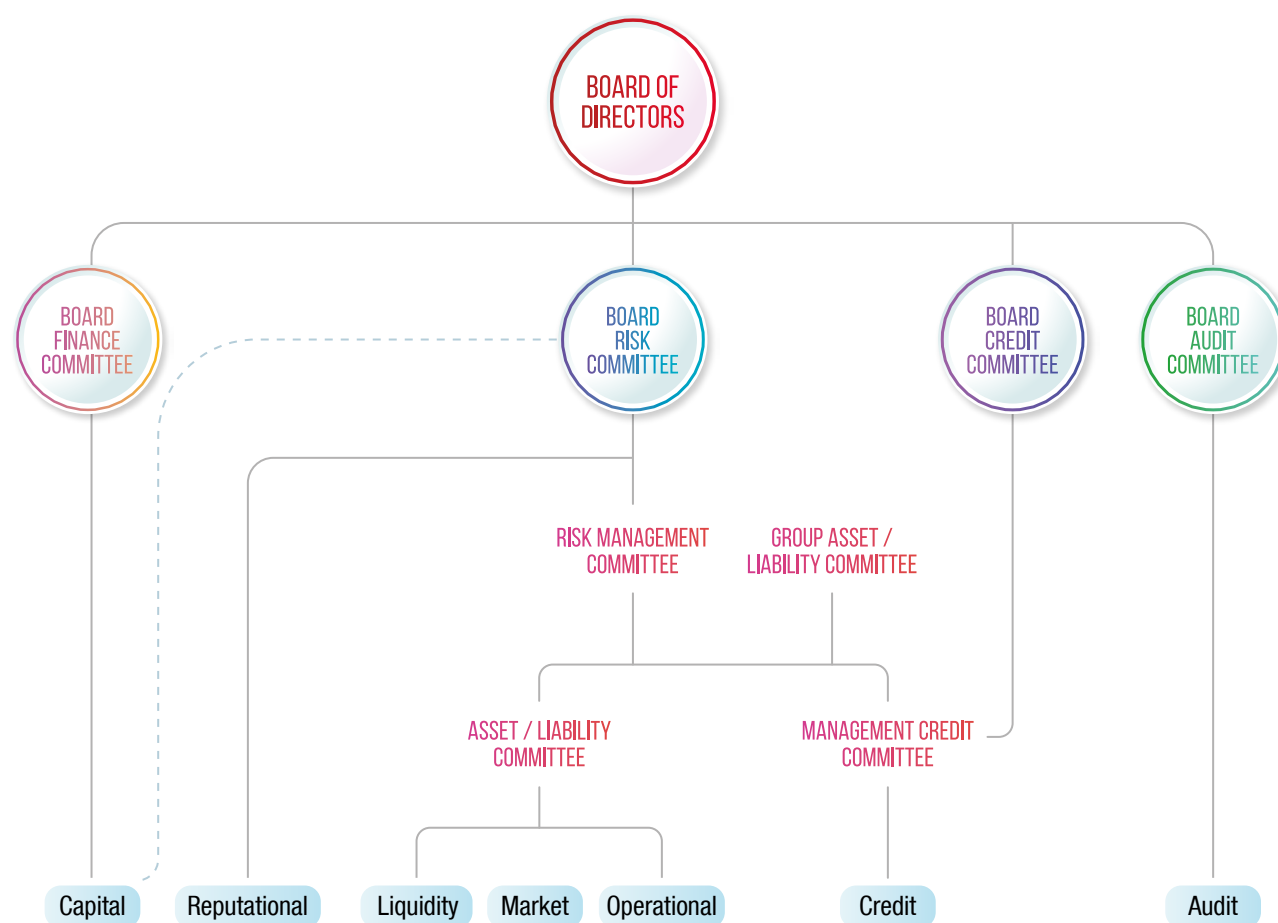 BOARD OF
DIRECTORS
BOARD
FINANCE
COMMITTEE
BOARD
RISK
COMMITTEE
BOARD
CREDIT
COMMITTEE
BOARD
AUDIT
COMMITTEE
RISK MANAGEMENT
COMMITTEE
GROUP ASSET /
LIABILITY COMMITTEE
ASSET / LIABILITY
COMMITTEE
MANAGEMENT CREDIT
COMMITTEE
Capital
Reputational
Liquidity
Market
Operational
Credit
Audit